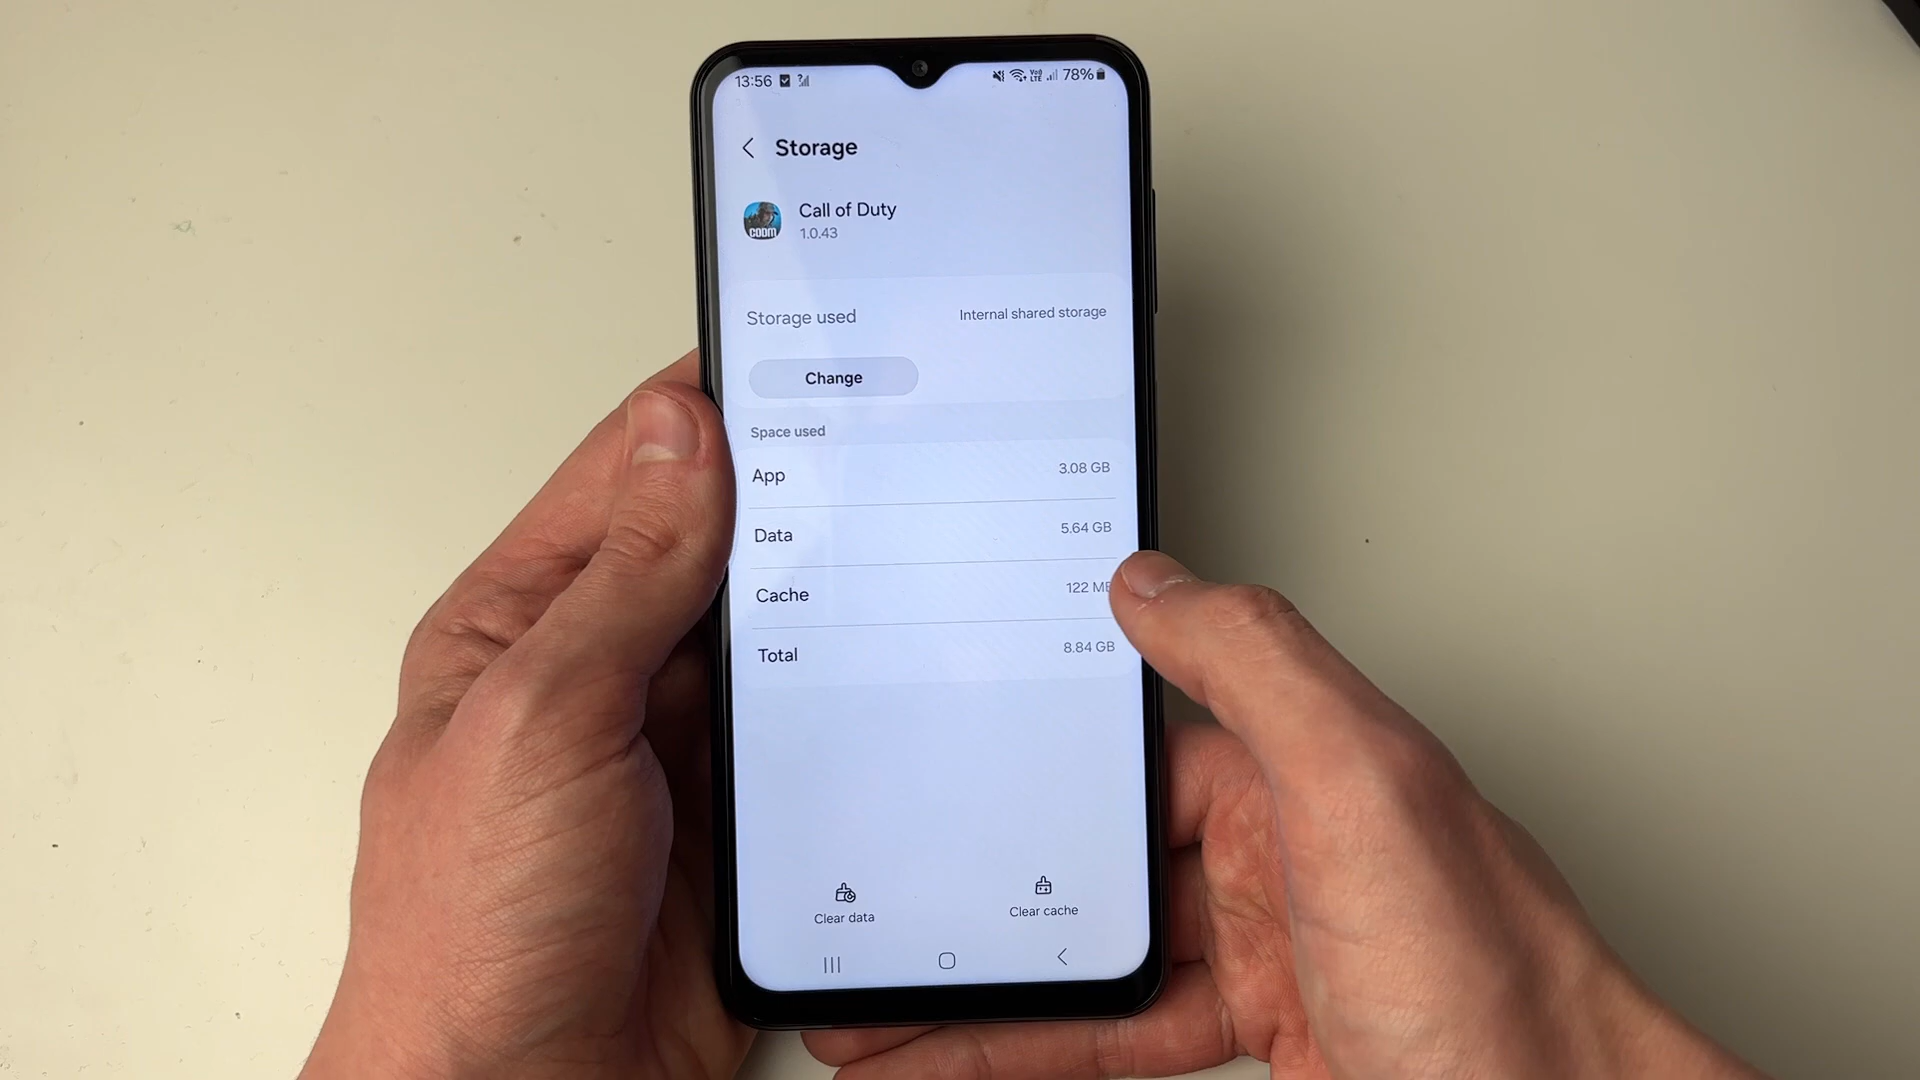 13:56
78%
Storage
CODM
Call of Duty
1.0.43
Storage used Internal shared storage
Change
Space used
App 3.08 GB
Data 5.64 GB
Cache 122
Total 8.84 GB
Clear data Clear cache